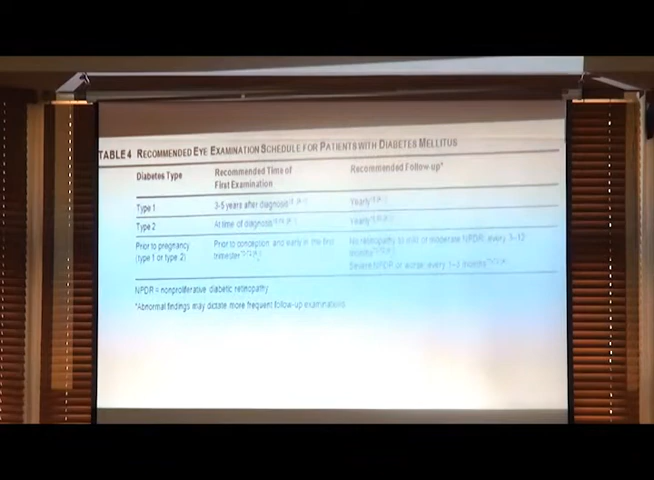 TABLE 4 RECOMMENDED EYE EXAMINATION SCHEDULE FOR PATIENTS WITH DIABETES MELLITUS
Diabetes Type Recommended Time of First Examination Recommended Follow-up*
Type 1 3-5 years after diagnosis Yearly
Type 2 At time of diagnosis Yearly
Prior to pregnancy Prior to conception and early in the first No retinopathy to mild or moderate NPDR: every 3-12
(type 1 or type 2) trimester months
Severe NPDR or worse: every 1-3 months
NPDR = nonproliferative diabetic retinopathy
*Abnormal findings may dictate more frequent follow-up examinations